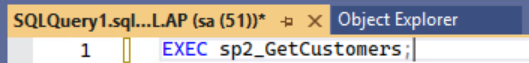 SQLQuery1.sql...L.AP (sa (51))* Object Explorer
1 EXEC sp2_GetCustomers;